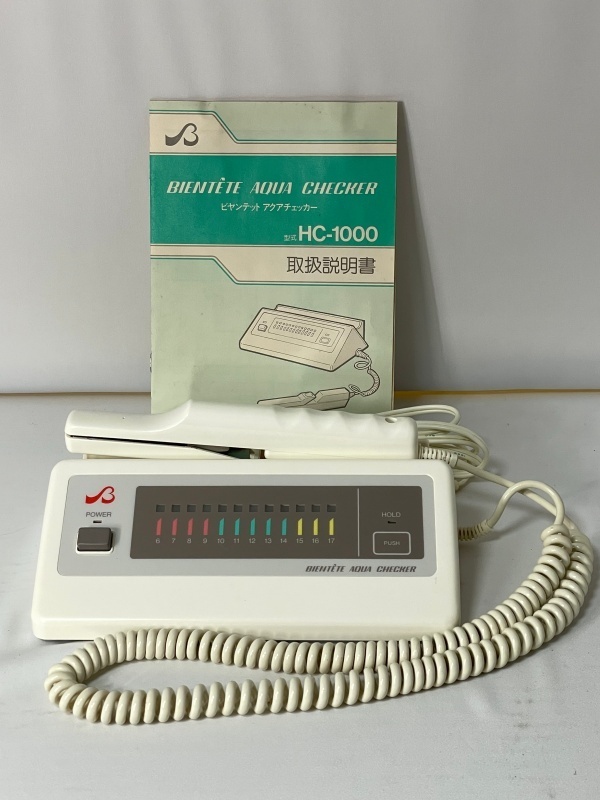 BIENTÊTE AQUA CHECKER
ビヤンテット アクアチェッカー
型式 HC-1000
取扱説明書
POWER
6 7 8 9 10 11 12 13 14 15 16 17
HOLD
PUSH
BIENTÊTE AQUA CHECKER